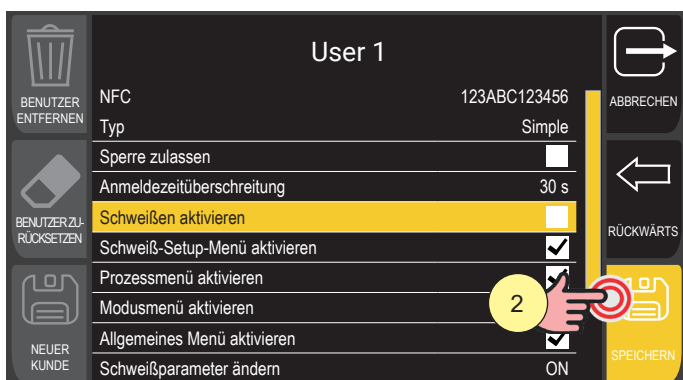 User 1
BENUTZER
ENTFERNEN
BENUTZER ZU-
RÜCKSETZEN
NEUER
KUNDE
NFC 123ABC123456
Typ Simple
Sperre zulassen
Anmeldezeitüberschreitung 30 s
Schweißen aktivieren
Schweiß-Setup-Menü aktivieren
Prozessmenü aktivieren
Modusmenü aktivieren
Allgemeines Menü aktivieren
Schweißparameter ändern ON
2
ABBRECHEN
RÜCKWÄRTS
SPEICHERN